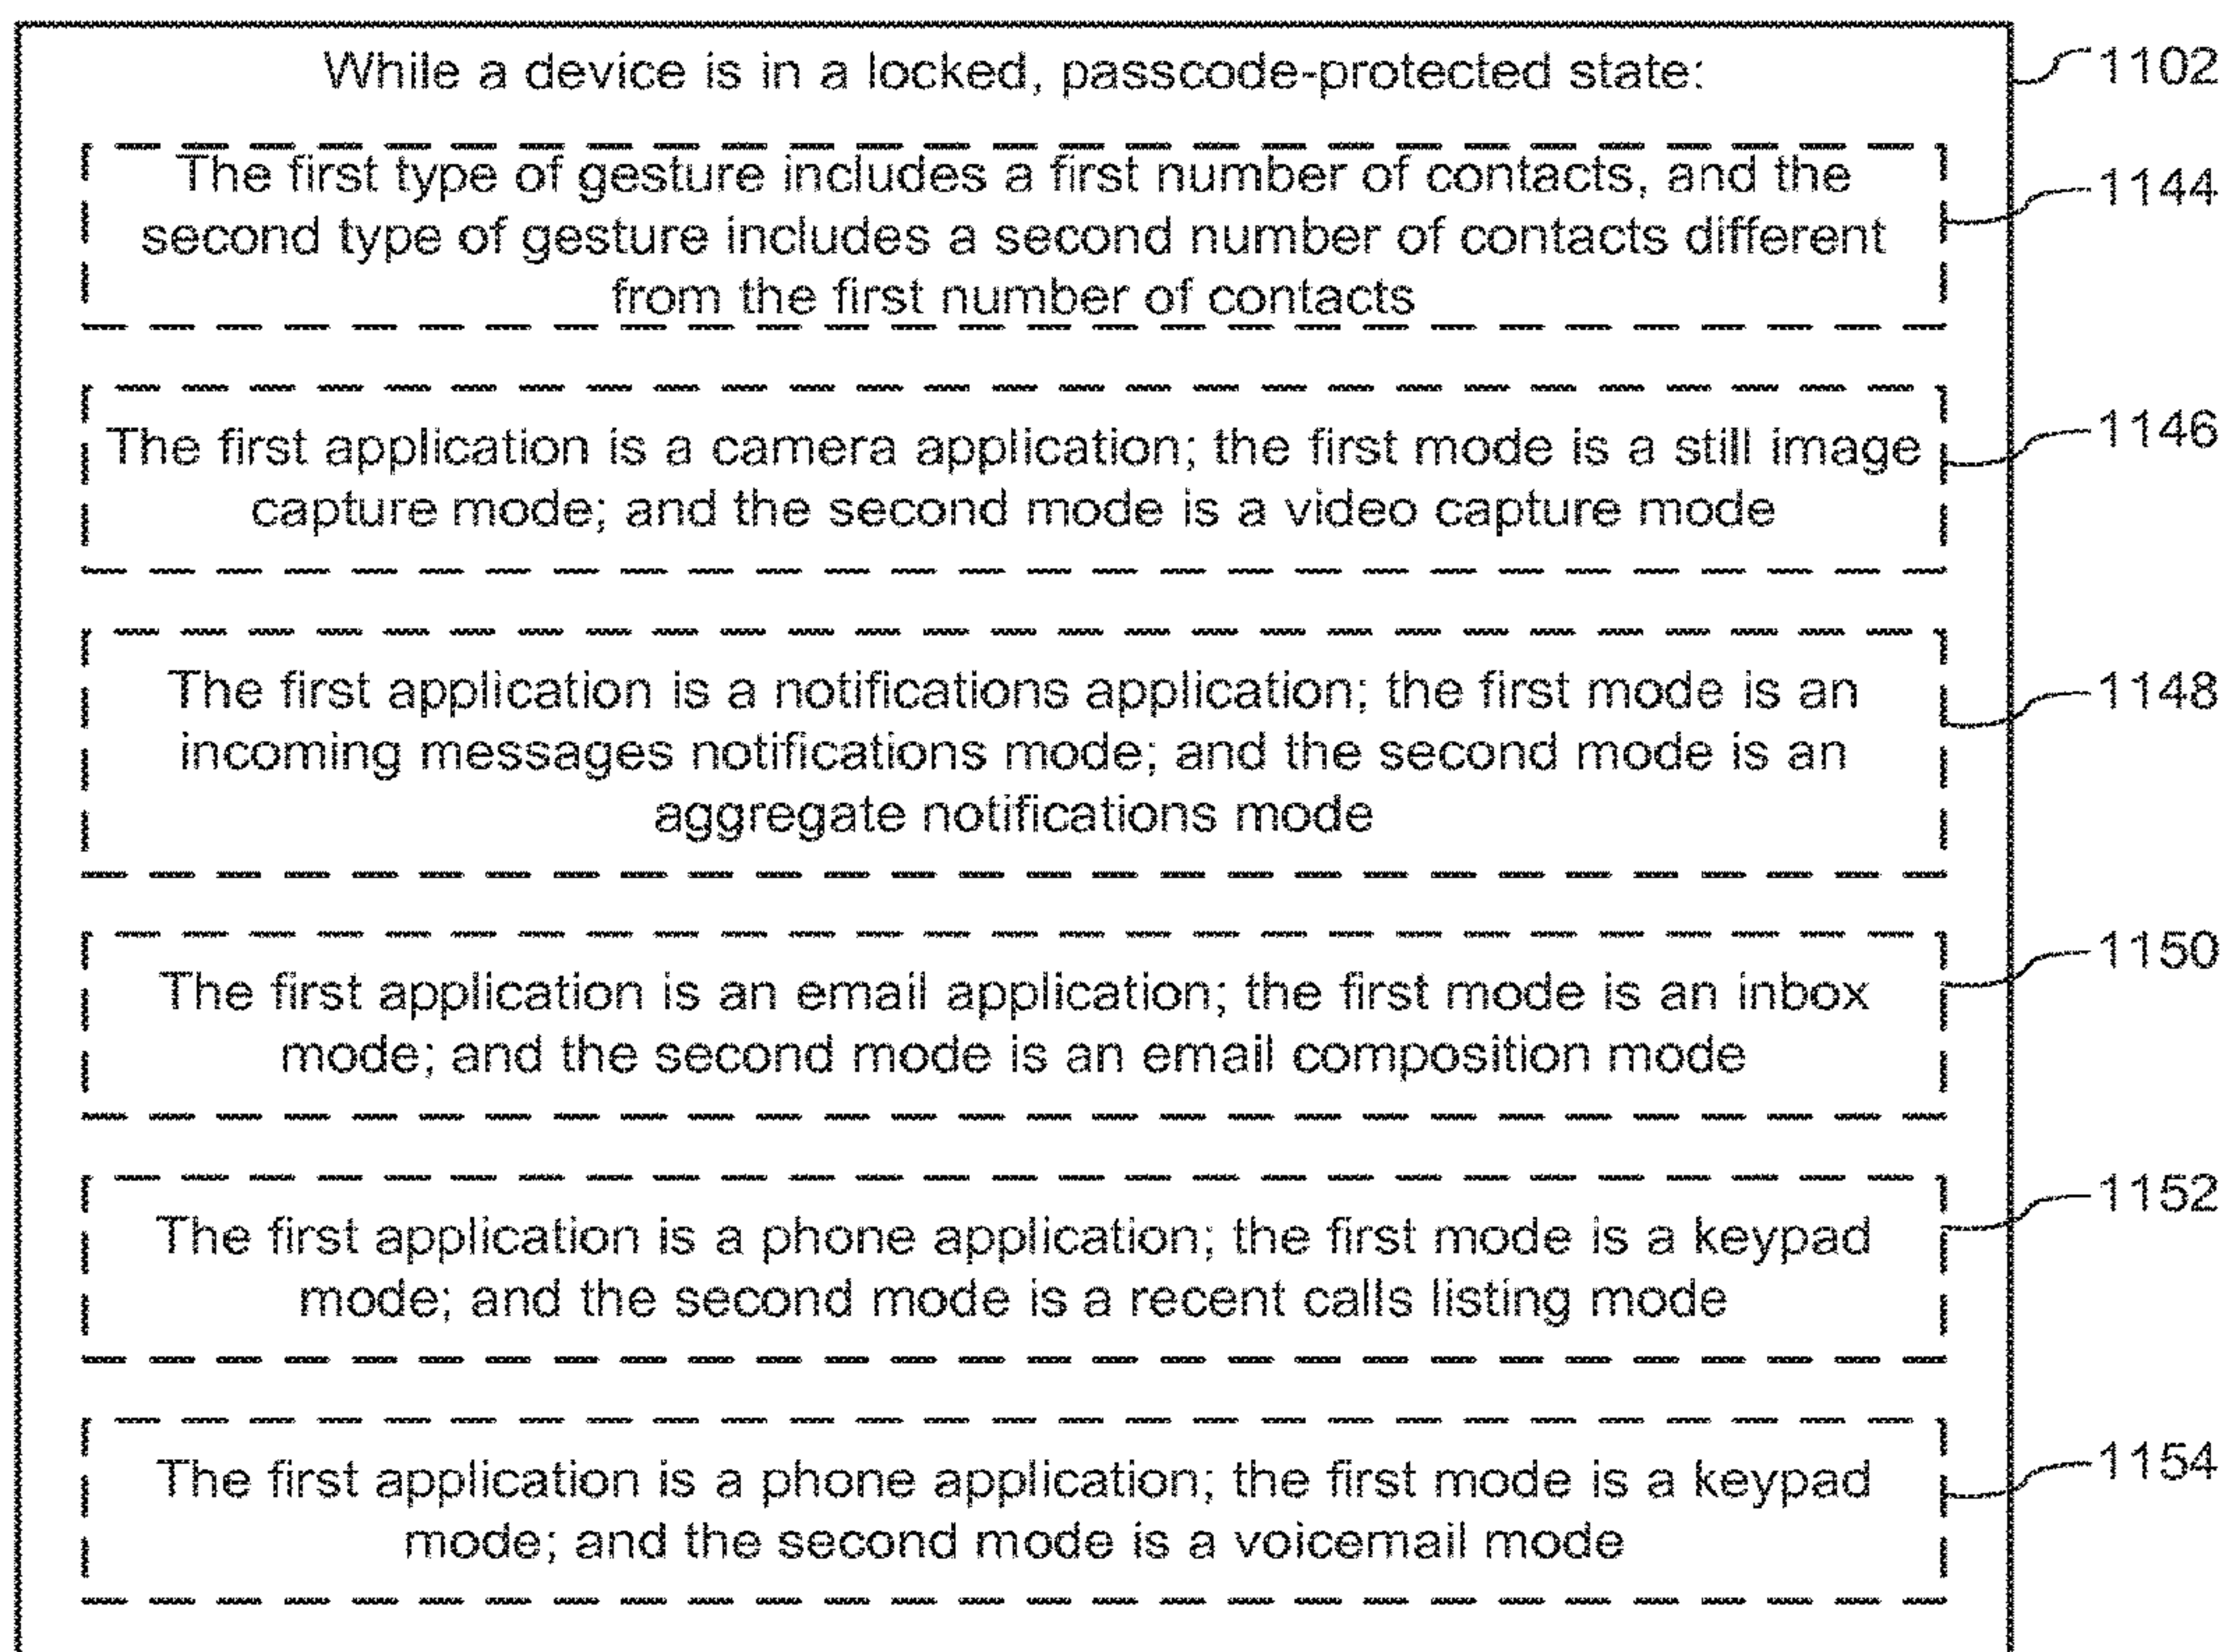 While a device is in a locked, passcode-protected state:
1102
The first type of gesture includes a first number of contacts, and the
second type of gesture includes a second number of contacts different
from the first number of contacts
1144
The first application is a camera application; the first mode is a still image
capture mode; and the second mode is a video capture mode
1146
The first application is a notifications application; the first mode is an
incoming messages notifications mode; and the second mode is an
aggregate notifications mode
1148
The first application is an email application; the first mode is an inbox
mode; and the second mode is an email composition mode
1150
The first application is a phone application; the first mode is a keypad
mode; and the second mode is a recent calls listing mode
1152
The first application is a phone application; the first mode is a keypad
mode; and the second mode is a voicemail mode
1154